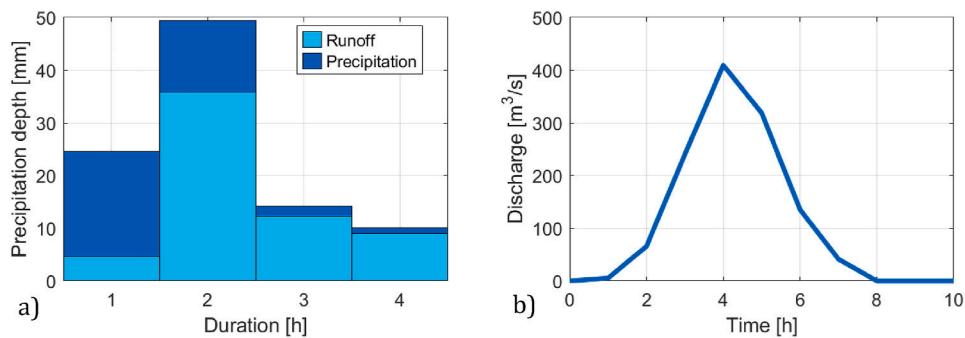 50
40
30
20
10
0
Precipitation depth [mm]
Runoff
Precipitation
1 2 3 4
Duration [h]
a)
500
400
300
200
100
0
Discharge [m³/s]
0 2 4 6 8 10
Time [h]
b)